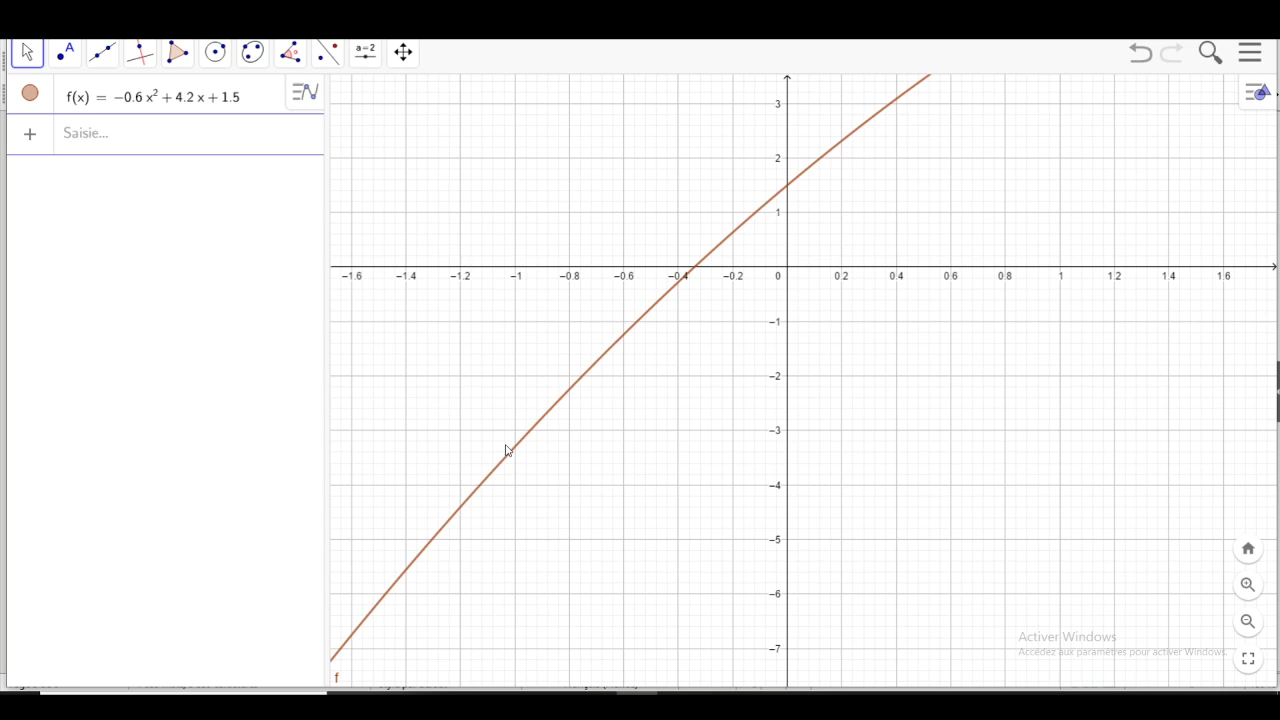 a=2
f(x) = −0.6 x² + 4.2 x + 1.5
Saisie...
3
2
1
−1.6 −1.4 −1.2 −1 −0.8 −0.6 −0.4 −0.2 0 0.2 0.4 0.6 0.8 1 1.2 1.4 1.6
−1
−2
−3
−4
−5
−6
−7
Activer Windows
Accédez aux paramètres pour activer Windows.
f